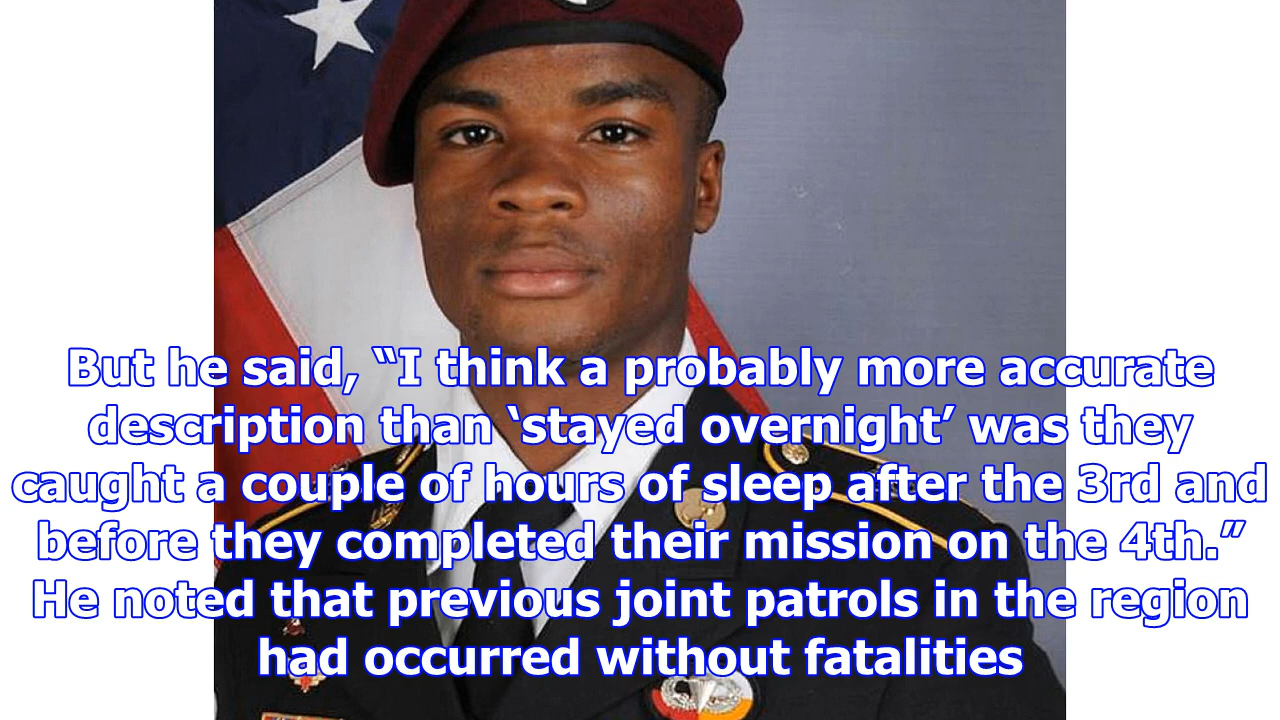 But he said, “I think a probably more accurate
description than ‘stayed overnight’ was they
caught a couple of hours of sleep after the 3rd and
before they completed their mission on the 4th.”
He noted that previous joint patrols in the region
had occurred without fatalities